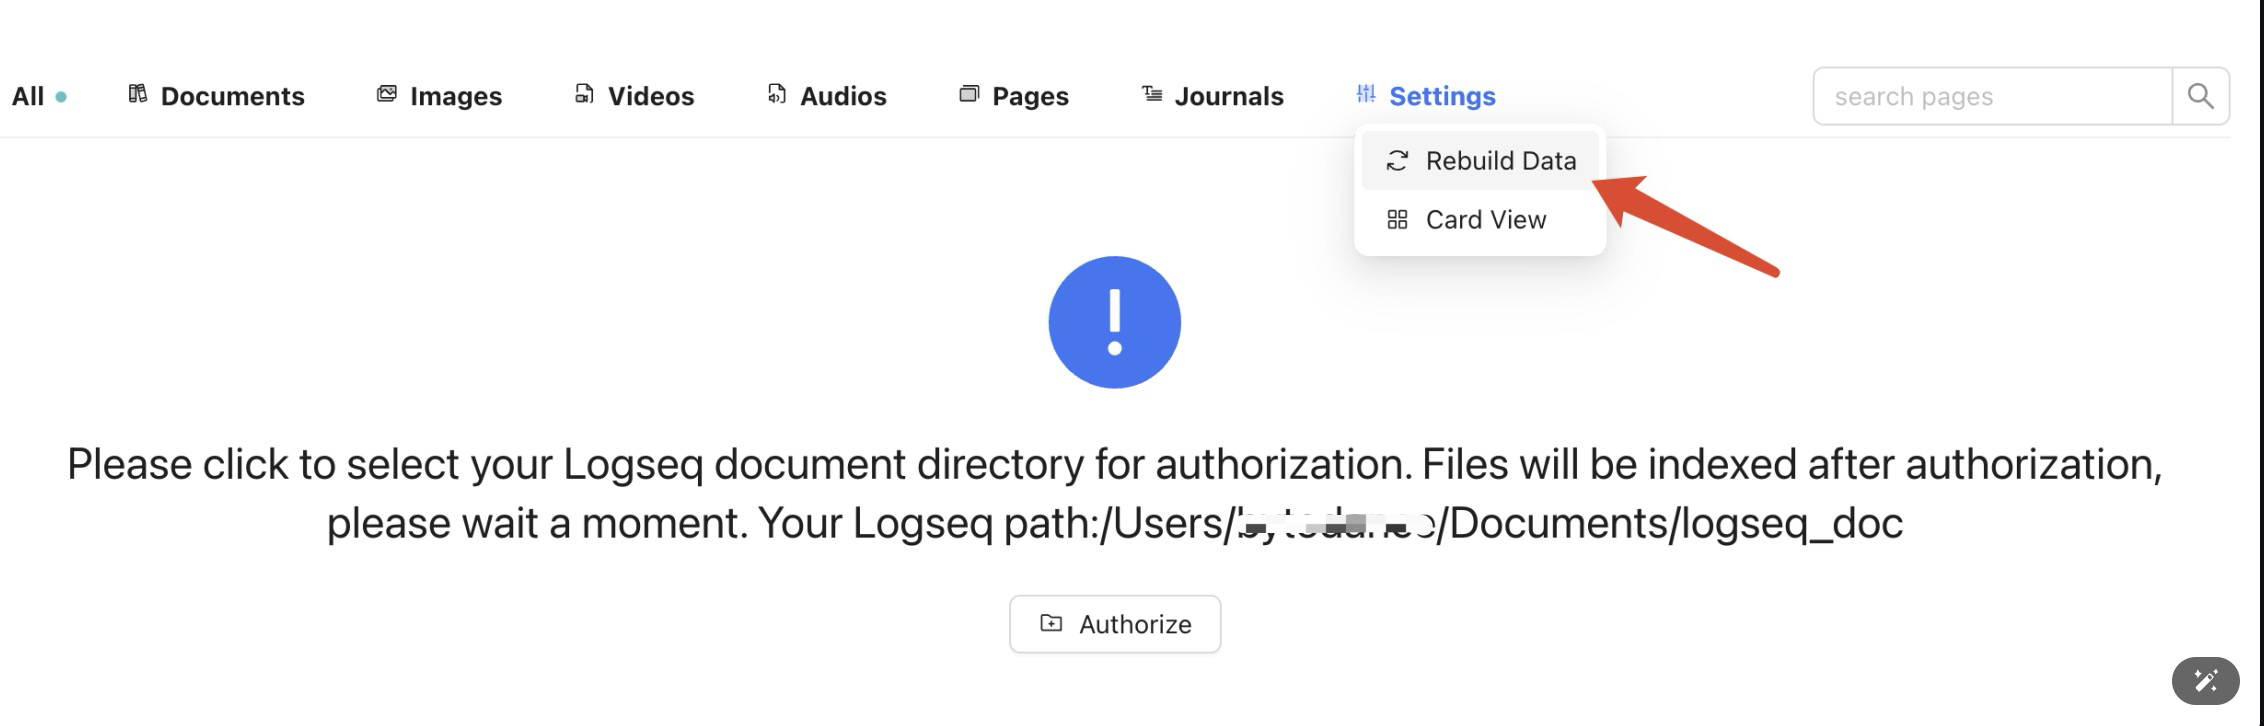 All
Documents
Images
Videos
Audios
Pages
Journals
Settings
search pages
Rebuild Data
Card View
Please click to select your Logseq document directory for authorization. Files will be indexed after authorization,
please wait a moment. Your Logseq path:/Users/ /Documents/logseq_doc
Authorize